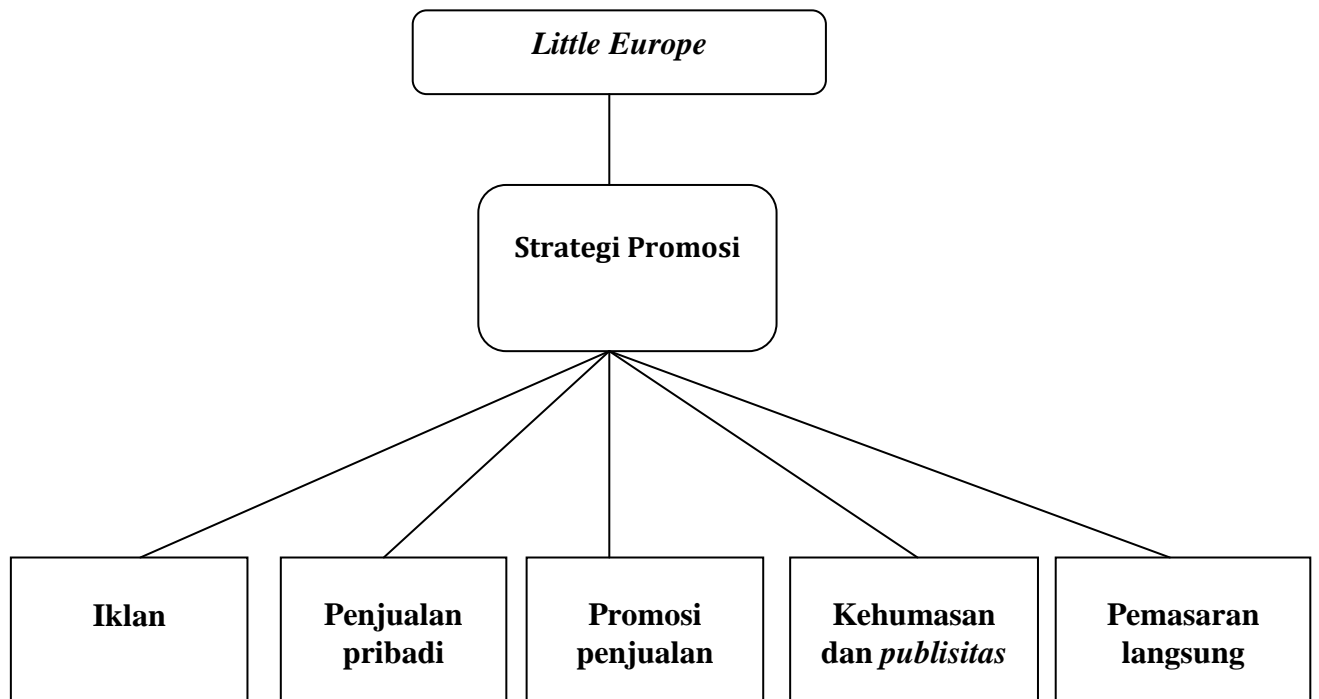 Little Europe
Strategi Promosi
Iklan
Penjualan
pribadi
Promosi
penjualan
Kehumasan
dan publisitas
Pemasaran
langsung